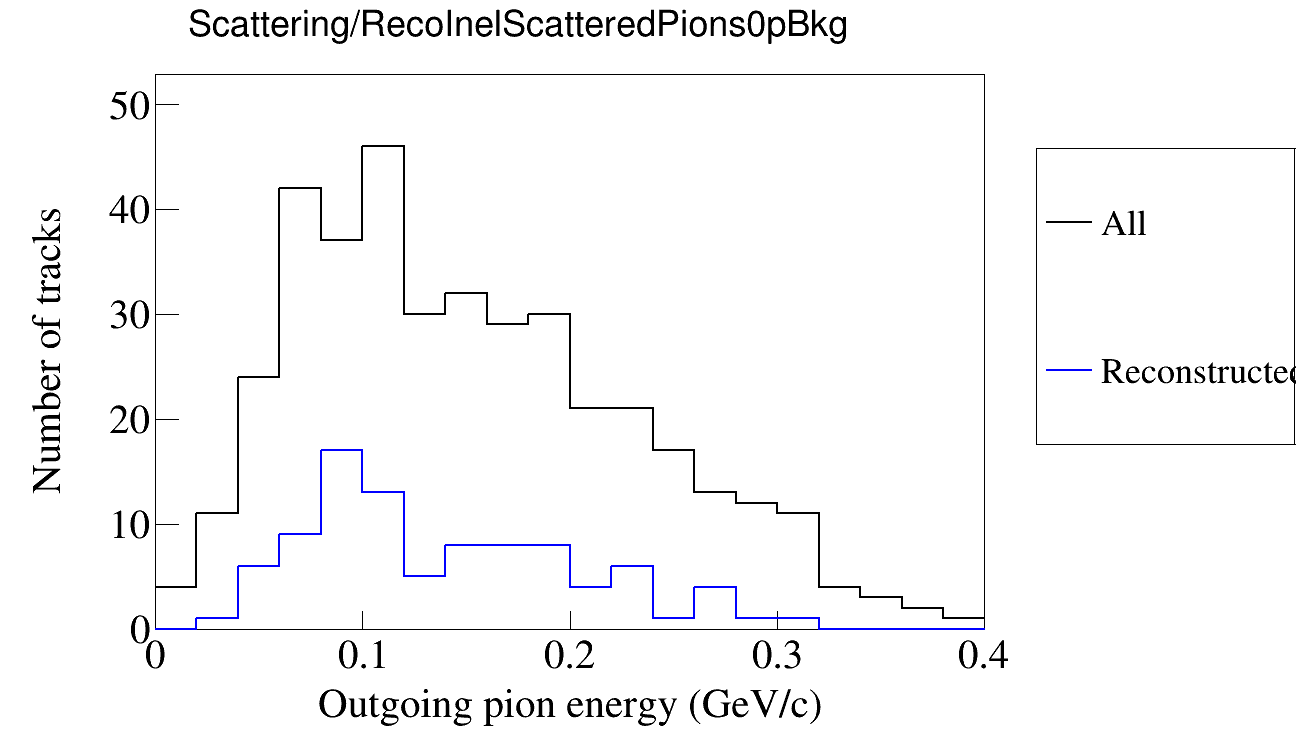 Scattering/RecoInelScatteredPions0pBkg
50
40
30
20
10
0
Number of tracks
0 0.1 0.2 0.3 0.4
Outgoing pion energy (GeV/c)
All
Reconstructed